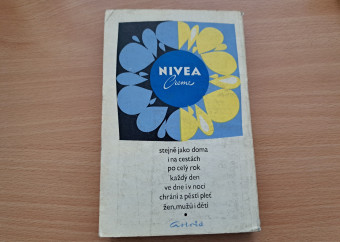 NIVEA
Creme
stejně jako doma
i na cestách
po celý rok
každý den
ve dne i v noci
chrání a pěstí pleť
žen, mužů i dětí